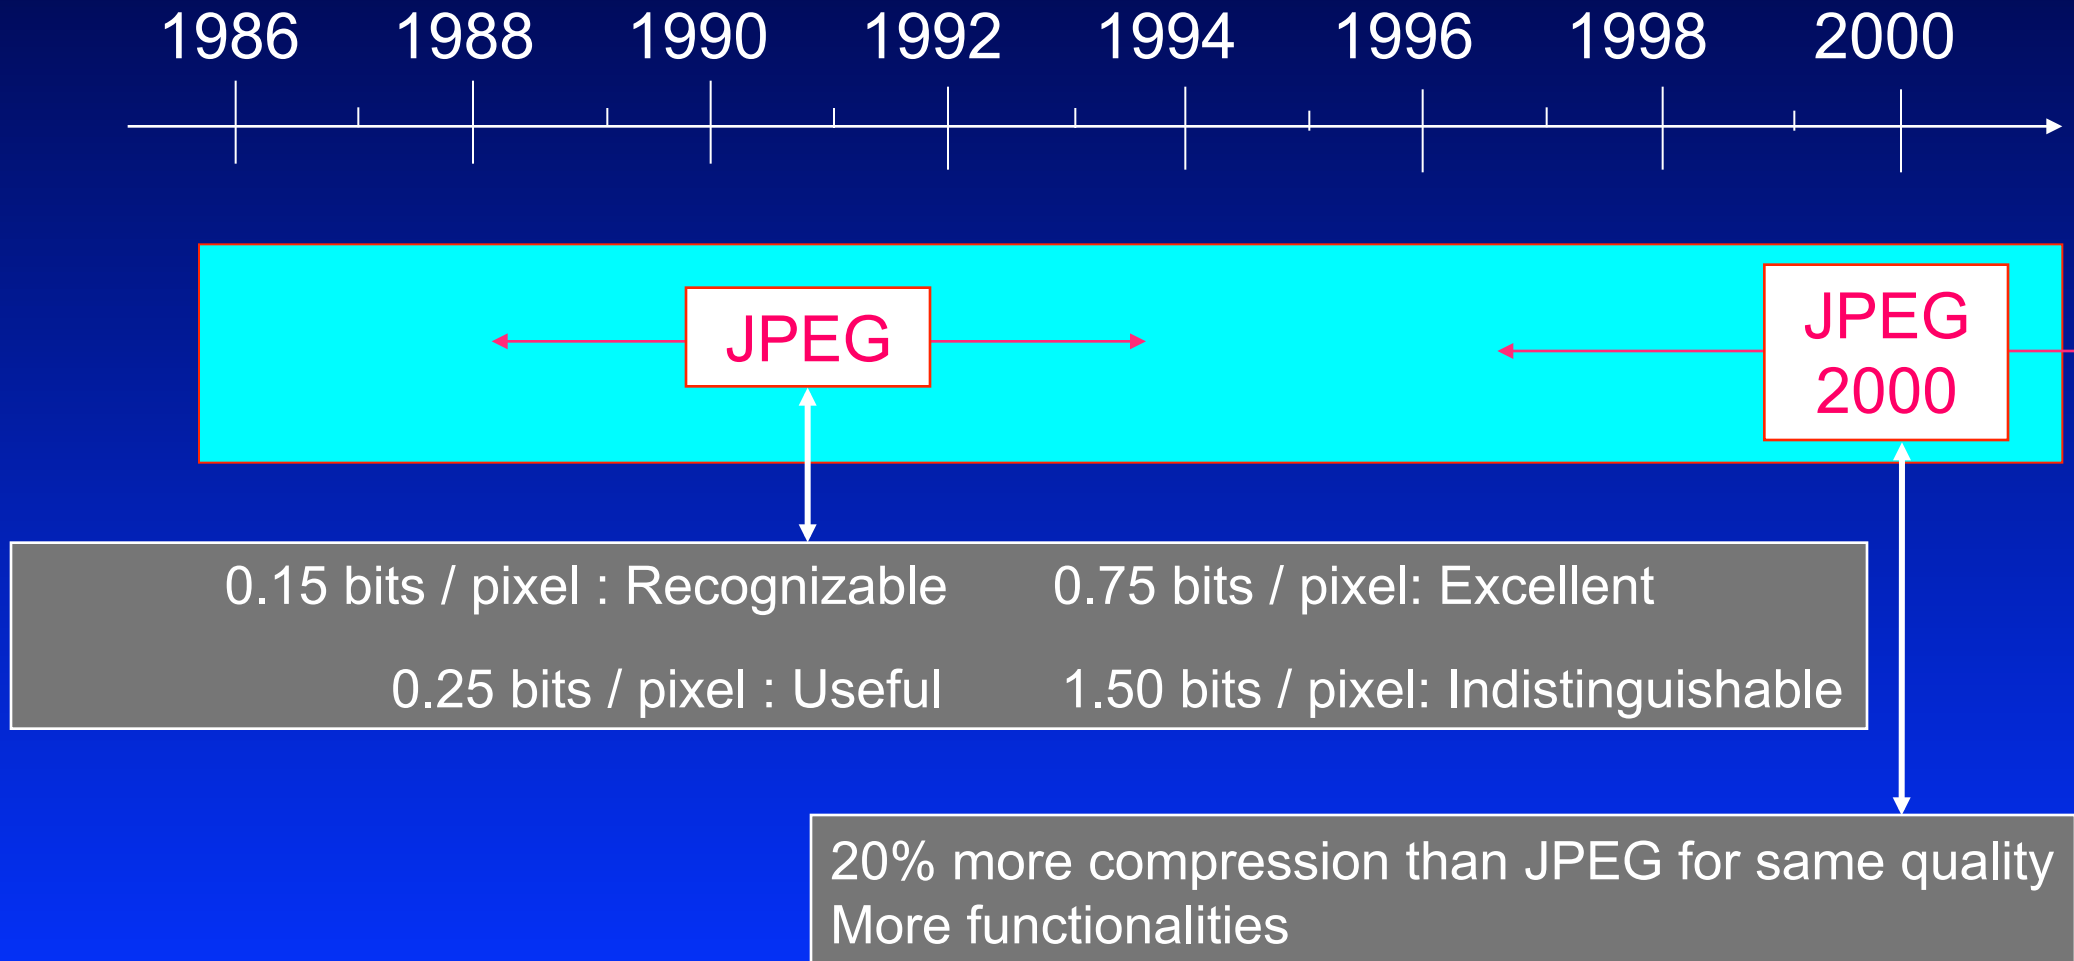 1986 1988 1990 1992 1994 1996 1998 2000
JPEG
JPEG
2000
0.15 bits / pixel : Recognizable 0.75 bits / pixel: Excellent
0.25 bits / pixel : Useful 1.50 bits / pixel: Indistinguishable
20% more compression than JPEG for same quality
More functionalities